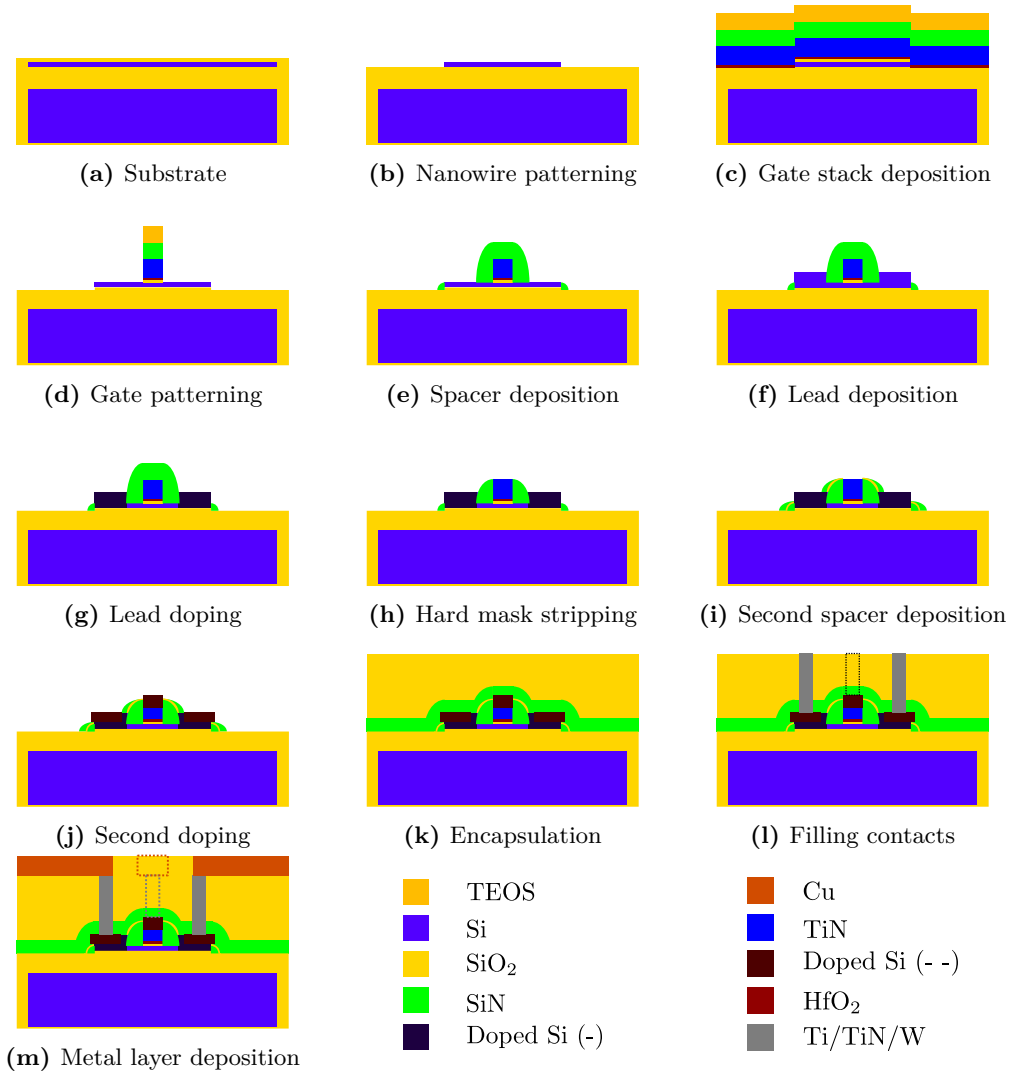 (a) Substrate
(b) Nanowire patterning
(c) Gate stack deposition
(d) Gate patterning
(e) Spacer deposition
(f) Lead deposition
(g) Lead doping
(h) Hard mask stripping
(i) Second spacer deposition
(j) Second doping
(k) Encapsulation
(l) Filling contacts
(m) Metal layer deposition
TEOS
Si
SiO₂
SiN
Doped Si (-)
Cu
TiN
Doped Si (- -)
HfO₂
Ti/TiN/W